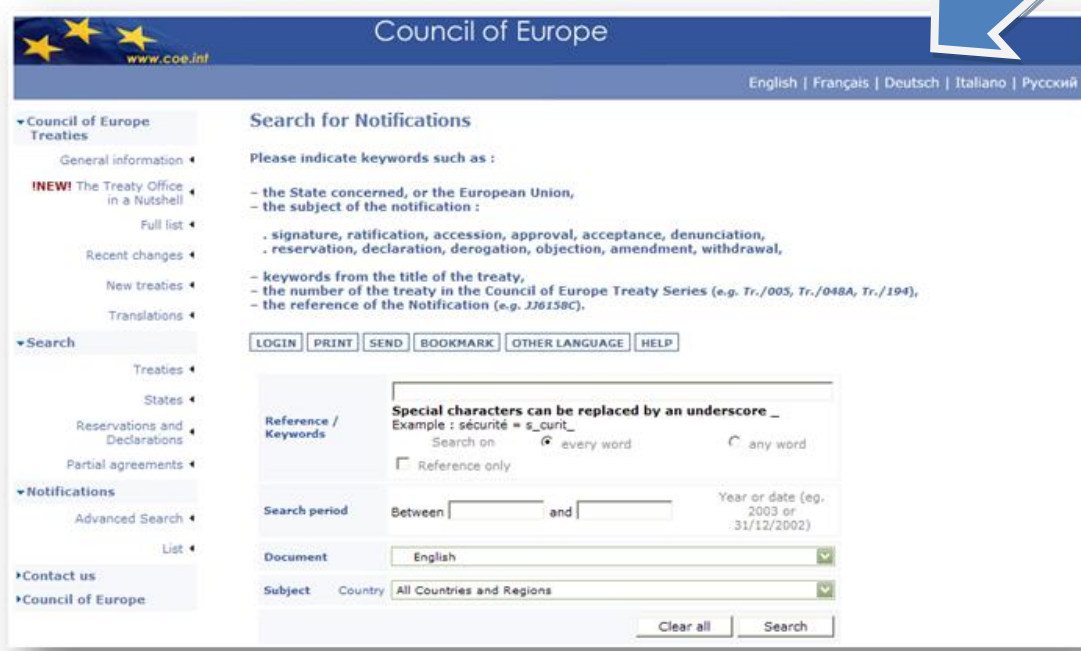 www.coe.int
Council of Europe
English | Français | Deutsch | Italiano | Русский
Council of Europe
Treaties
General information
!NEW! The Treaty Office
in a Nutshell
Full list
Recent changes
New treaties
Translations
Search
Treaties
States
Reservations and
Declarations
Partial agreements
Notifications
Advanced Search
List
Contact us
Council of Europe
Search for Notifications
Please indicate keywords such as :
– the State concerned, or the European Union,
– the subject of the notification :
. signature, ratification, accession, approval, acceptance, denunciation,
. reservation, declaration, derogation, objection, amendment, withdrawal,
– keywords from the title of the treaty,
– the number of the treaty in the Council of Europe Treaty Series (e.g. Tr./005, Tr./048A, Tr./194),
– the reference of the Notification (e.g. JJ6158C).
LOGIN PRINT SEND BOOKMARK OTHER LANGUAGE HELP
Reference /
Keywords
Special characters can be replaced by an underscore _
Example : sécurité = s_curit_
Search on every word any word
Reference only
Search period Between and Year or date (eg.
2003 or
31/12/2002)
Document English
Subject Country All Countries and Regions
Clear all Search